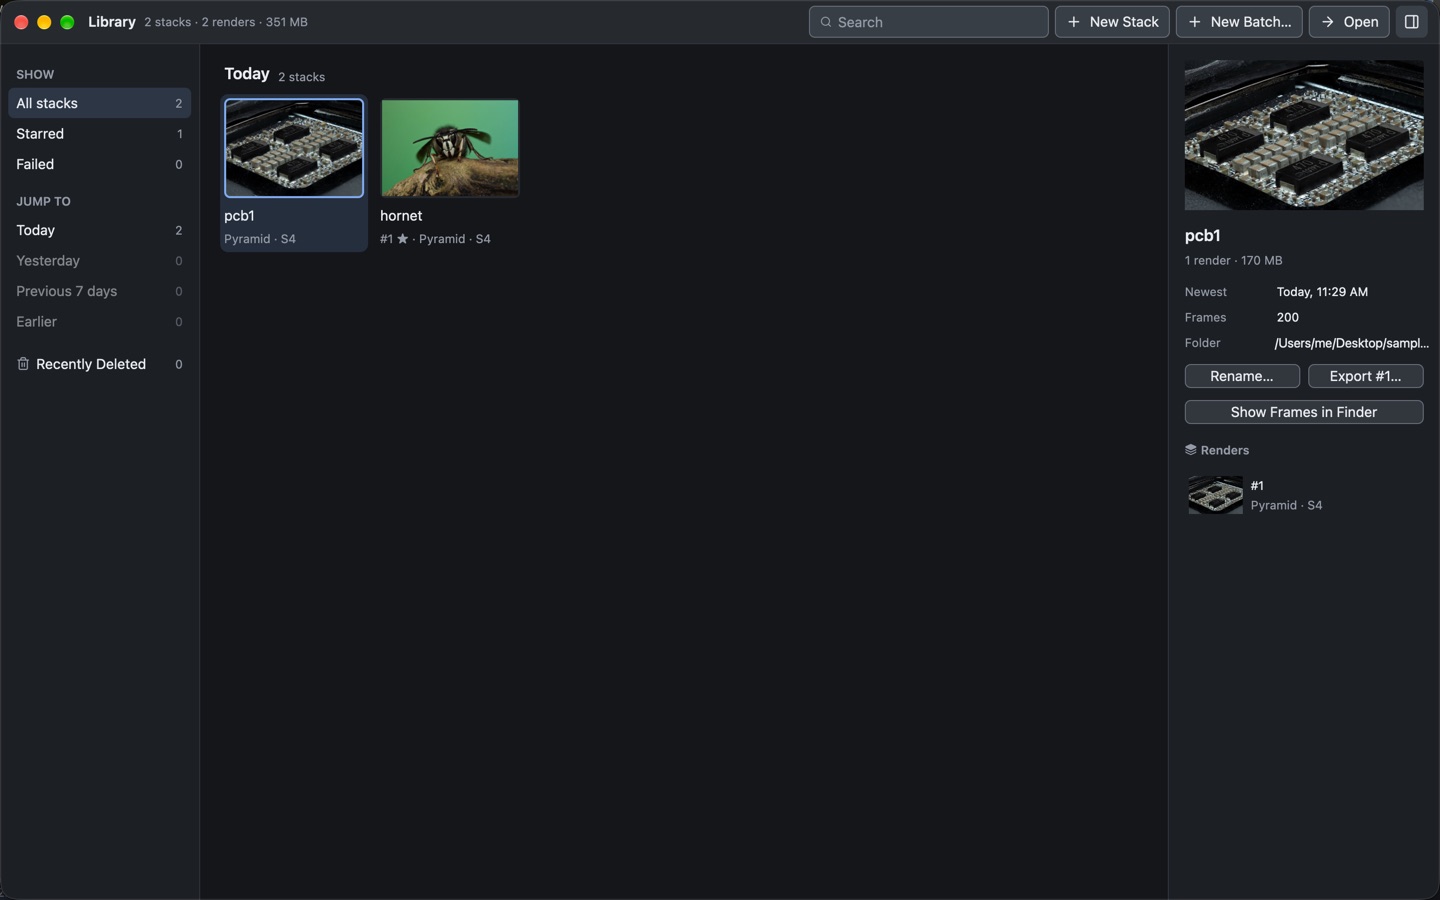 Library 2 stacks · 2 renders · 351 MB
Search
New Stack
New Batch...
Open
SHOW
All stacks 2
Starred 1
Failed 0
JUMP TO
Today 2
Yesterday 0
Previous 7 days 0
Earlier 0
Recently Deleted 0
Today 2 stacks
pcb1
Pyramid · S4
hornet
#1 ★ · Pyramid · S4
pcb1
1 render · 170 MB
Newest Today, 11:29 AM
Frames 200
Folder /Users/me/Desktop/sampl...
Rename...
Export #1...
Show Frames in Finder
Renders
#1
Pyramid · S4